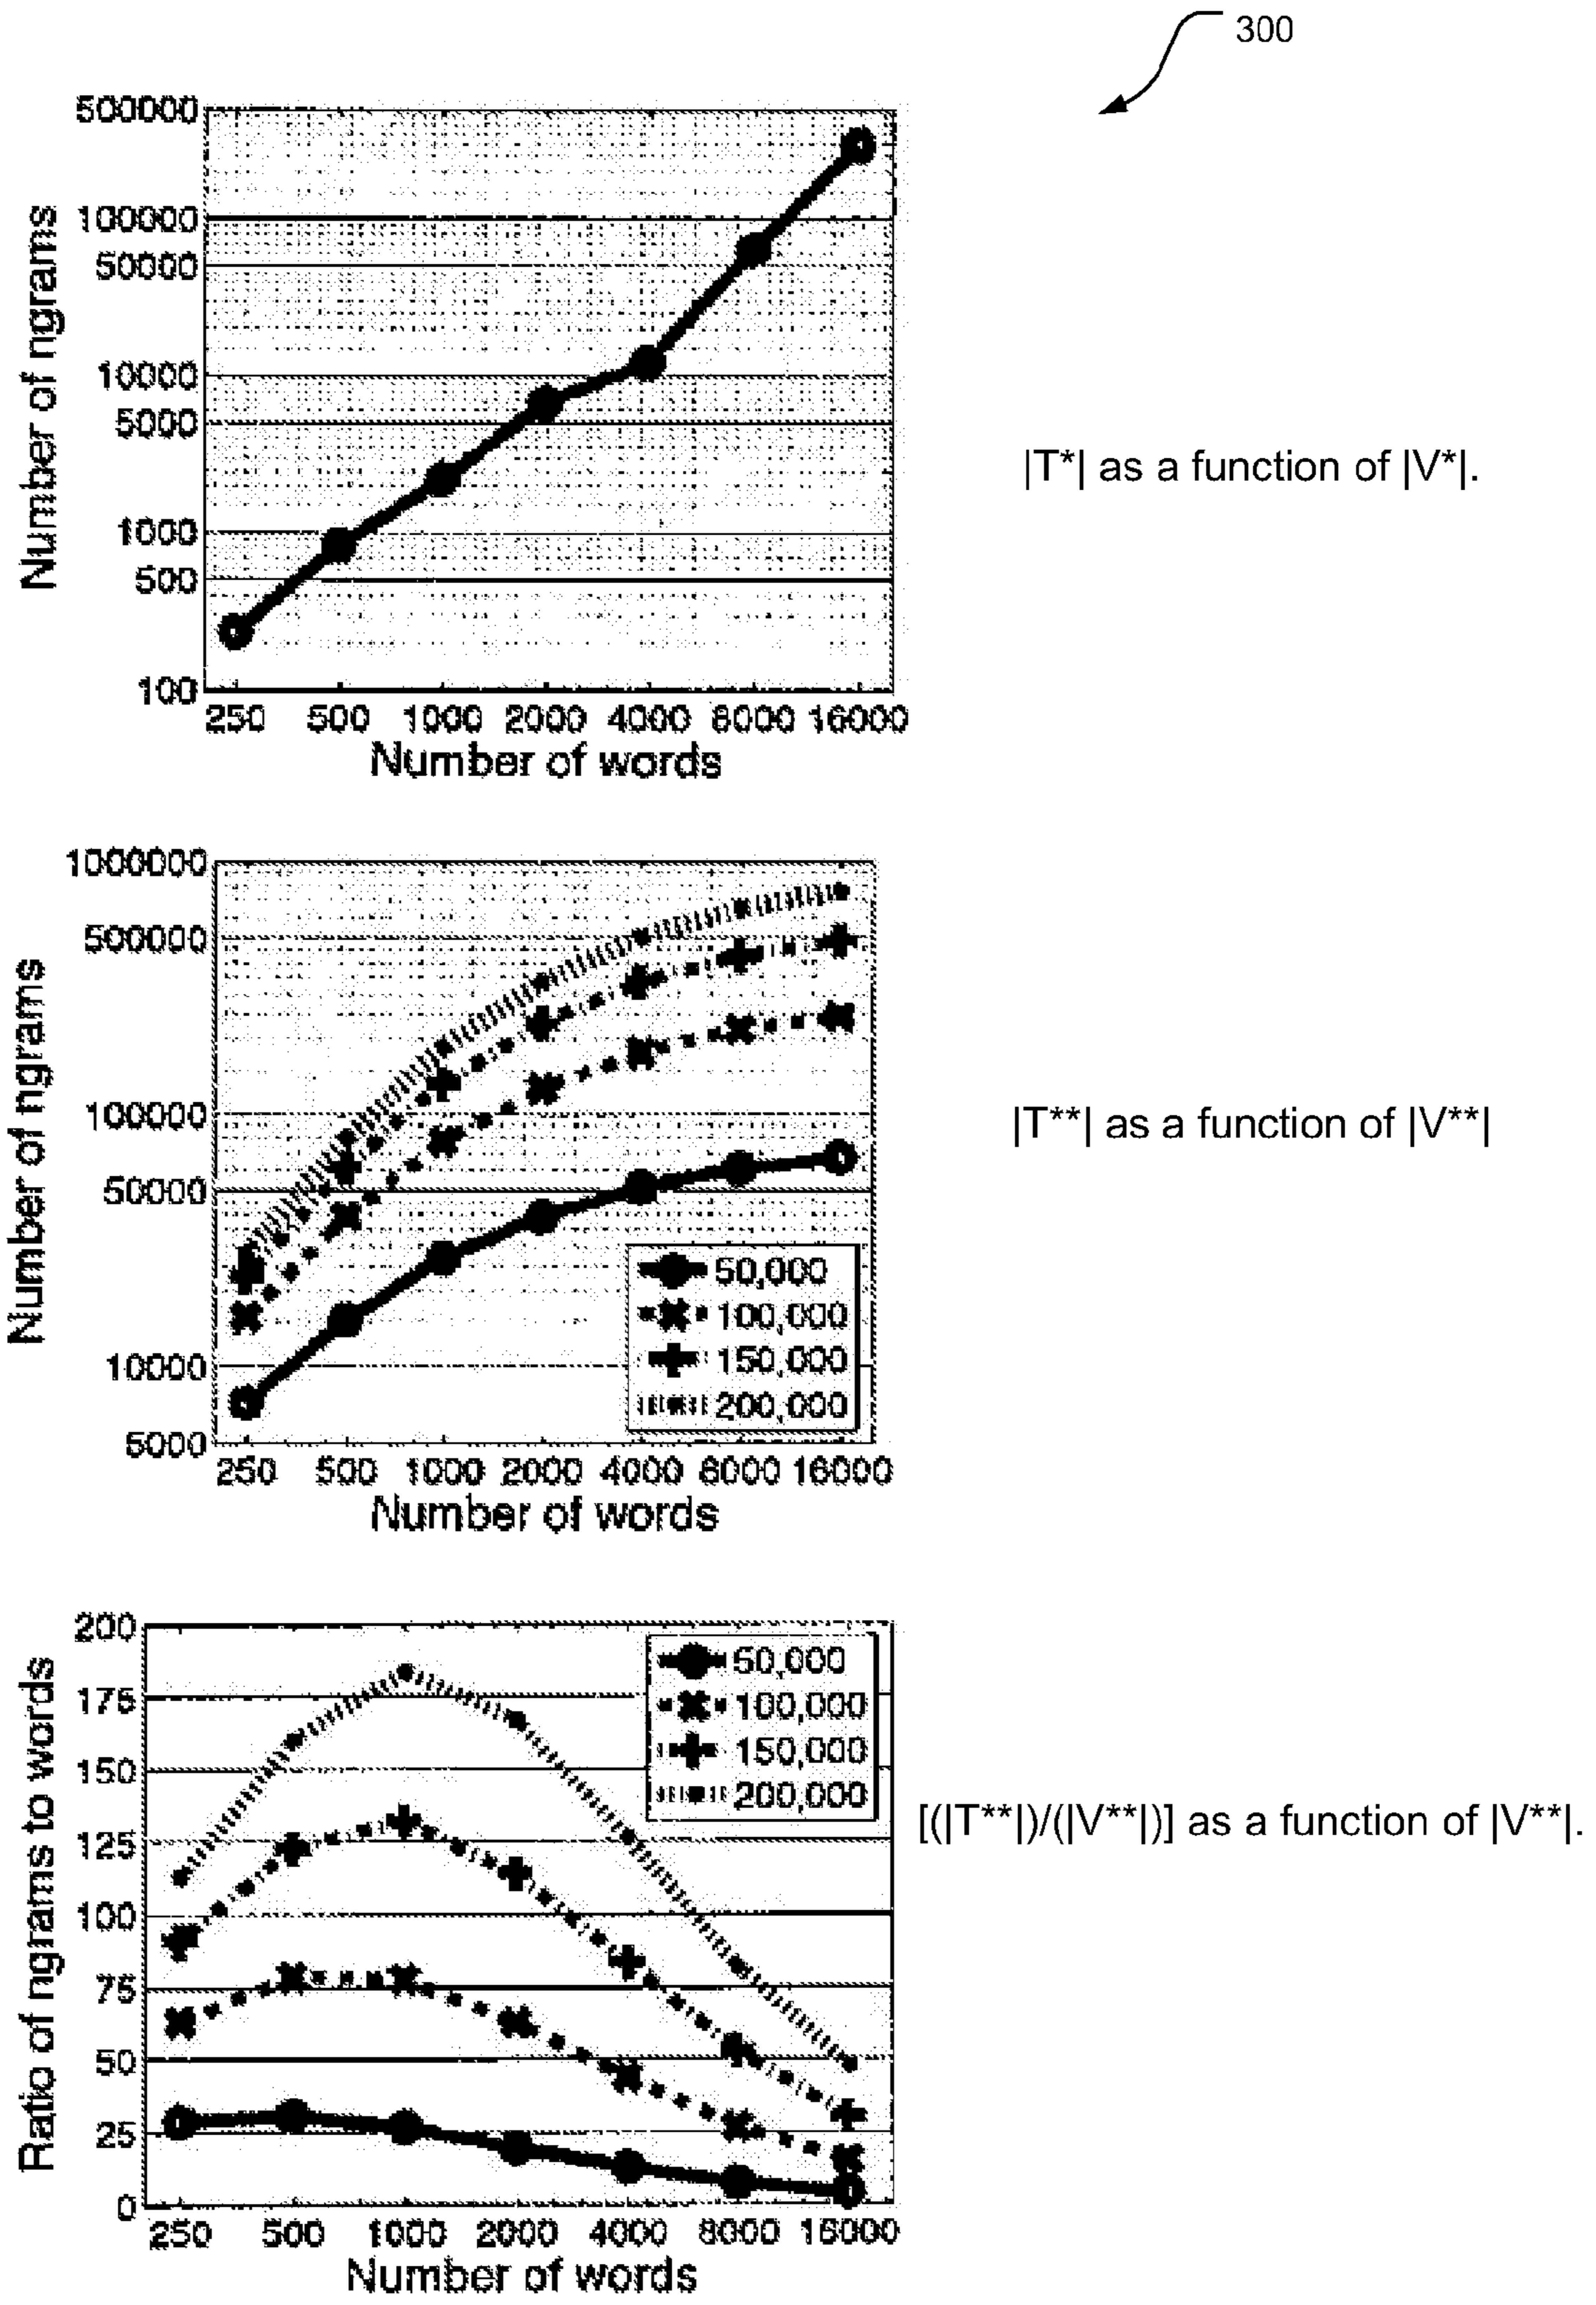 300
500000
100000
50000
10000
5000
1000
500
100
Number of ngrams
250 500 1000 2000 4000 8000 16000
Number of words
|T*| as a function of |V*|.
1000000
500000
100000
50000
10000
5000
Number of ngrams
50,000
100,000
150,000
200,000
250 500 1000 2000 4000 8000 16000
Number of words
|T**| as a function of |V**|
200
175
150
125
100
75
50
25
0
Ratio of ngrams to words
50,000
100,000
150,000
200,000
250 500 1000 2000 4000 8000 16000
Number of words
[(|T**|)/(|V**|)] as a function of |V**|.